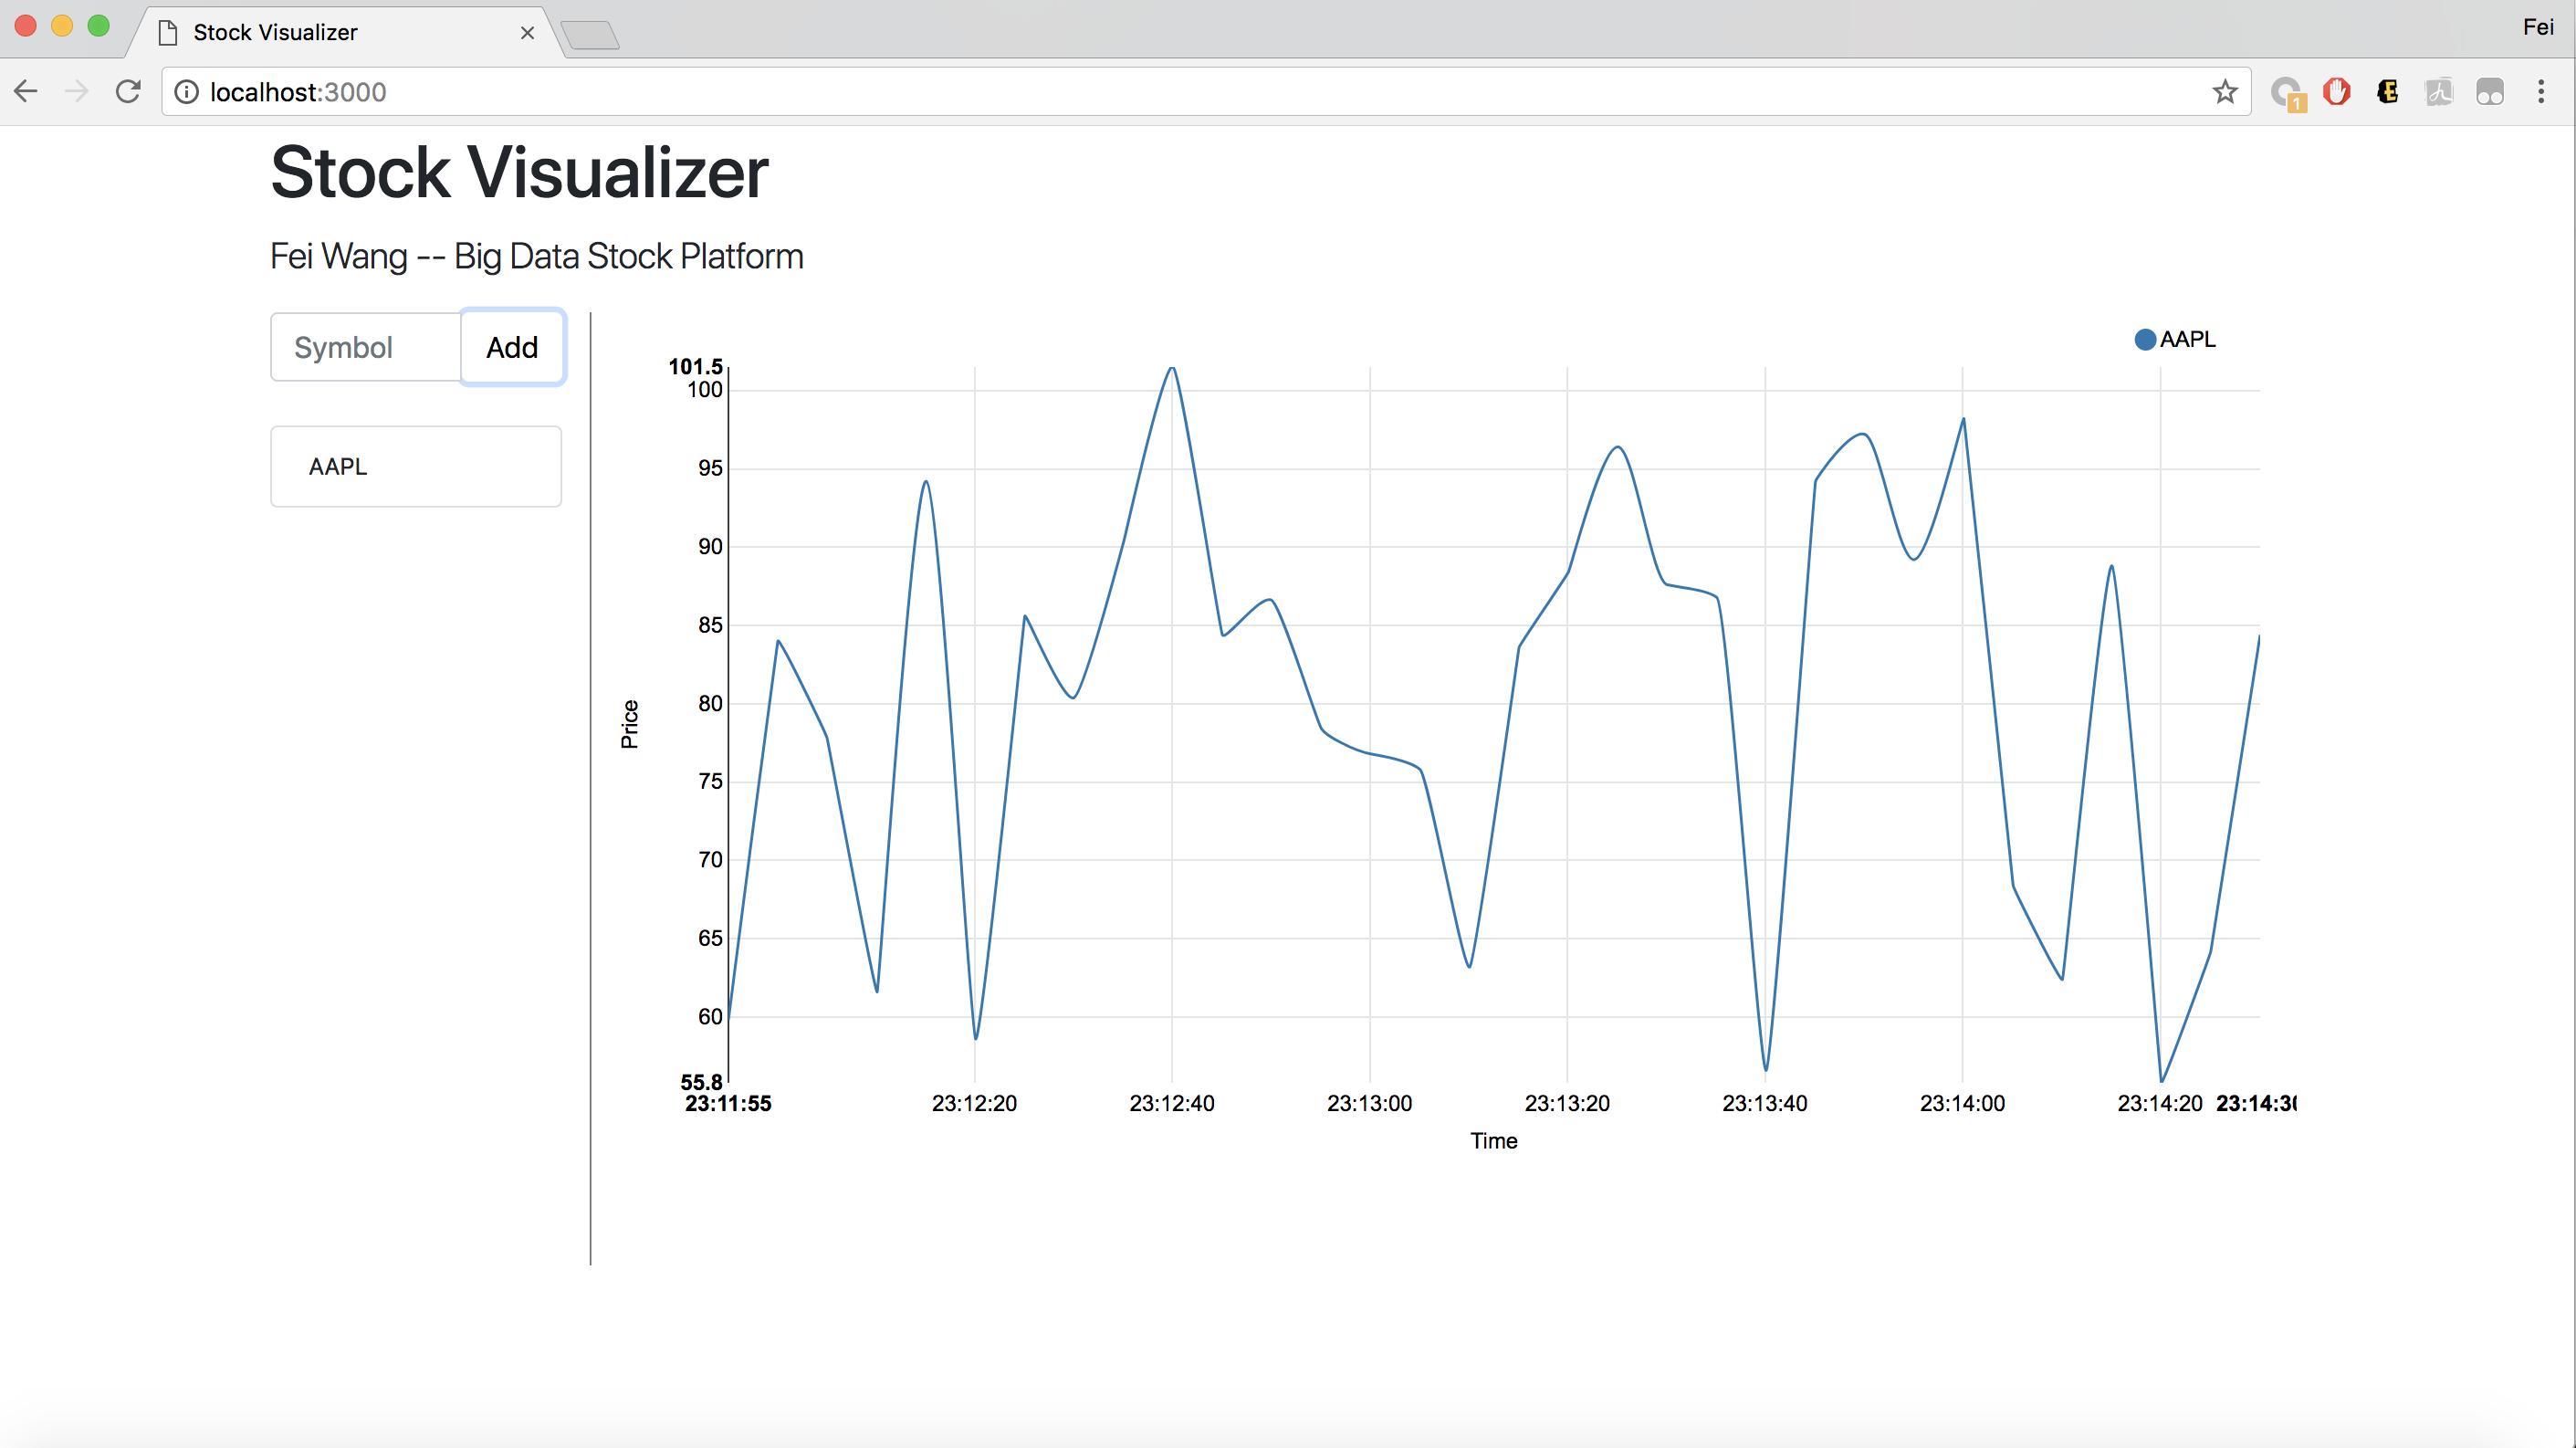 Stock Visualizer
Fei
localhost:3000
1
E
Stock Visualizer
Fei Wang -- Big Data Stock Platform
Symbol
Add
AAPL
AAPL
101.5
100
95
90
85
80
75
70
65
60
55.8
Price
23:11:55
23:12:20
23:12:40
23:13:00
23:13:20
23:13:40
23:14:00
23:14:20
23:14:3
Time